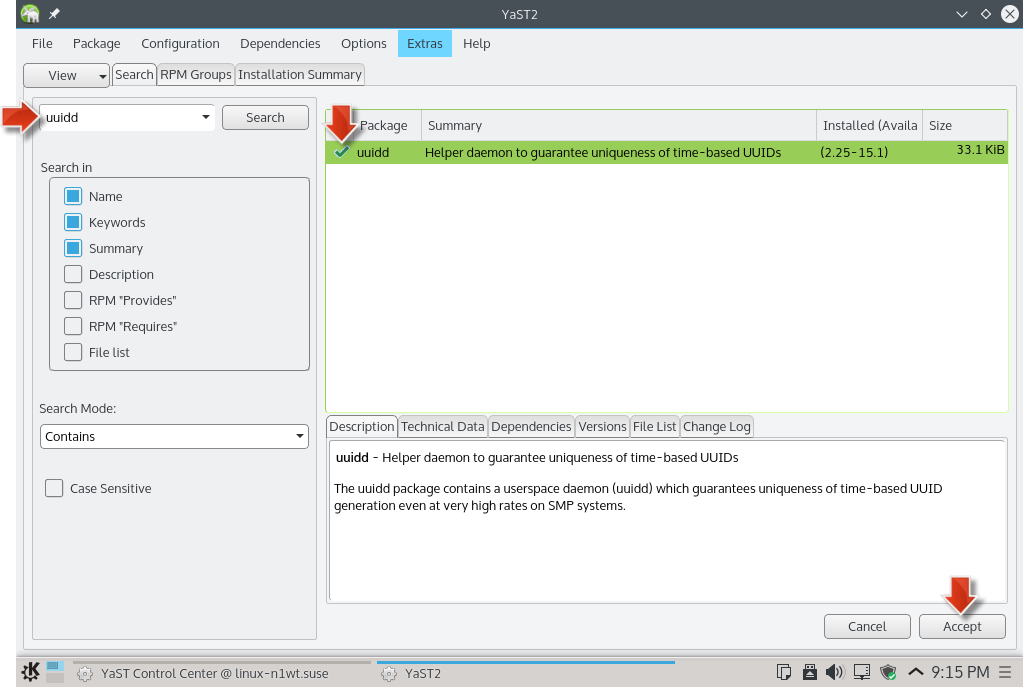 YaST2
File Package Configuration Dependencies Options Extras Help
View Search RPM Groups Installation Summary
uuidd Search
Package Summary Installed (Availa Size
uuidd Helper daemon to guarantee uniqueness of time-based UUIDs (2.25-15.1) 33.1 KiB
Search in
Name
Keywords
Summary
Description
RPM "Provides"
RPM "Requires"
File list
Search Mode:
Contains
Case Sensitive
Description Technical Data Dependencies Versions File List Change Log
uuidd - Helper daemon to guarantee uniqueness of time-based UUIDs
The uuidd package contains a userspace daemon (uuidd) which guarantees uniqueness of time-based UUID
generation even at very high rates on SMP systems.
Cancel Accept
YaST Control Center @ linux-n1wt.suse YaST2 9:15 PM